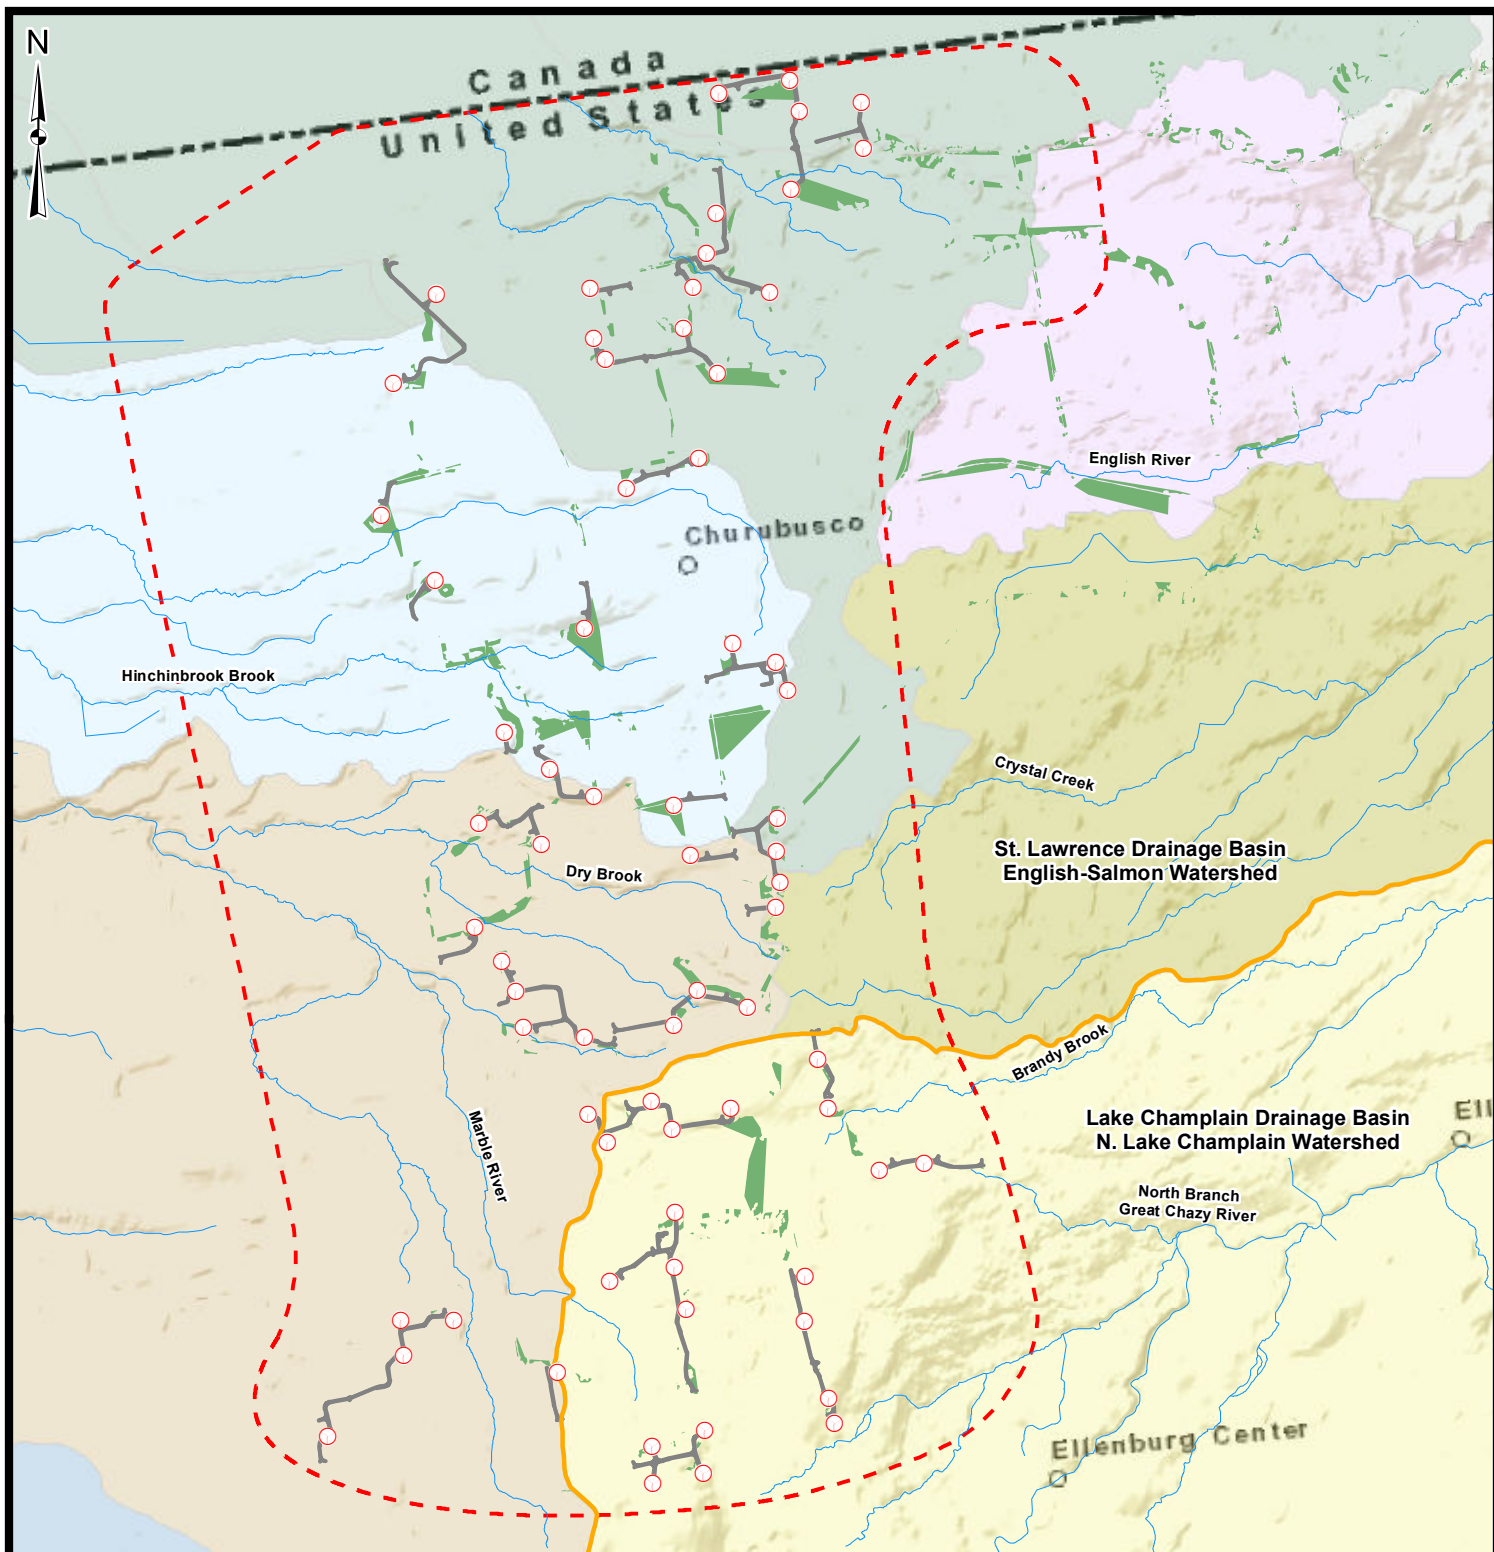 N
Canada
United States
English River
Churubusco
Hinchinbrook Brook
Crystal Creek
St. Lawrence Drainage Basin
English-Salmon Watershed
Dry Brook
Brandy Brook
Marble River
Lake Champlain Drainage Basin
N. Lake Champlain Watershed
Ell
North Branch
Great Chazy River
Ellenburg Center